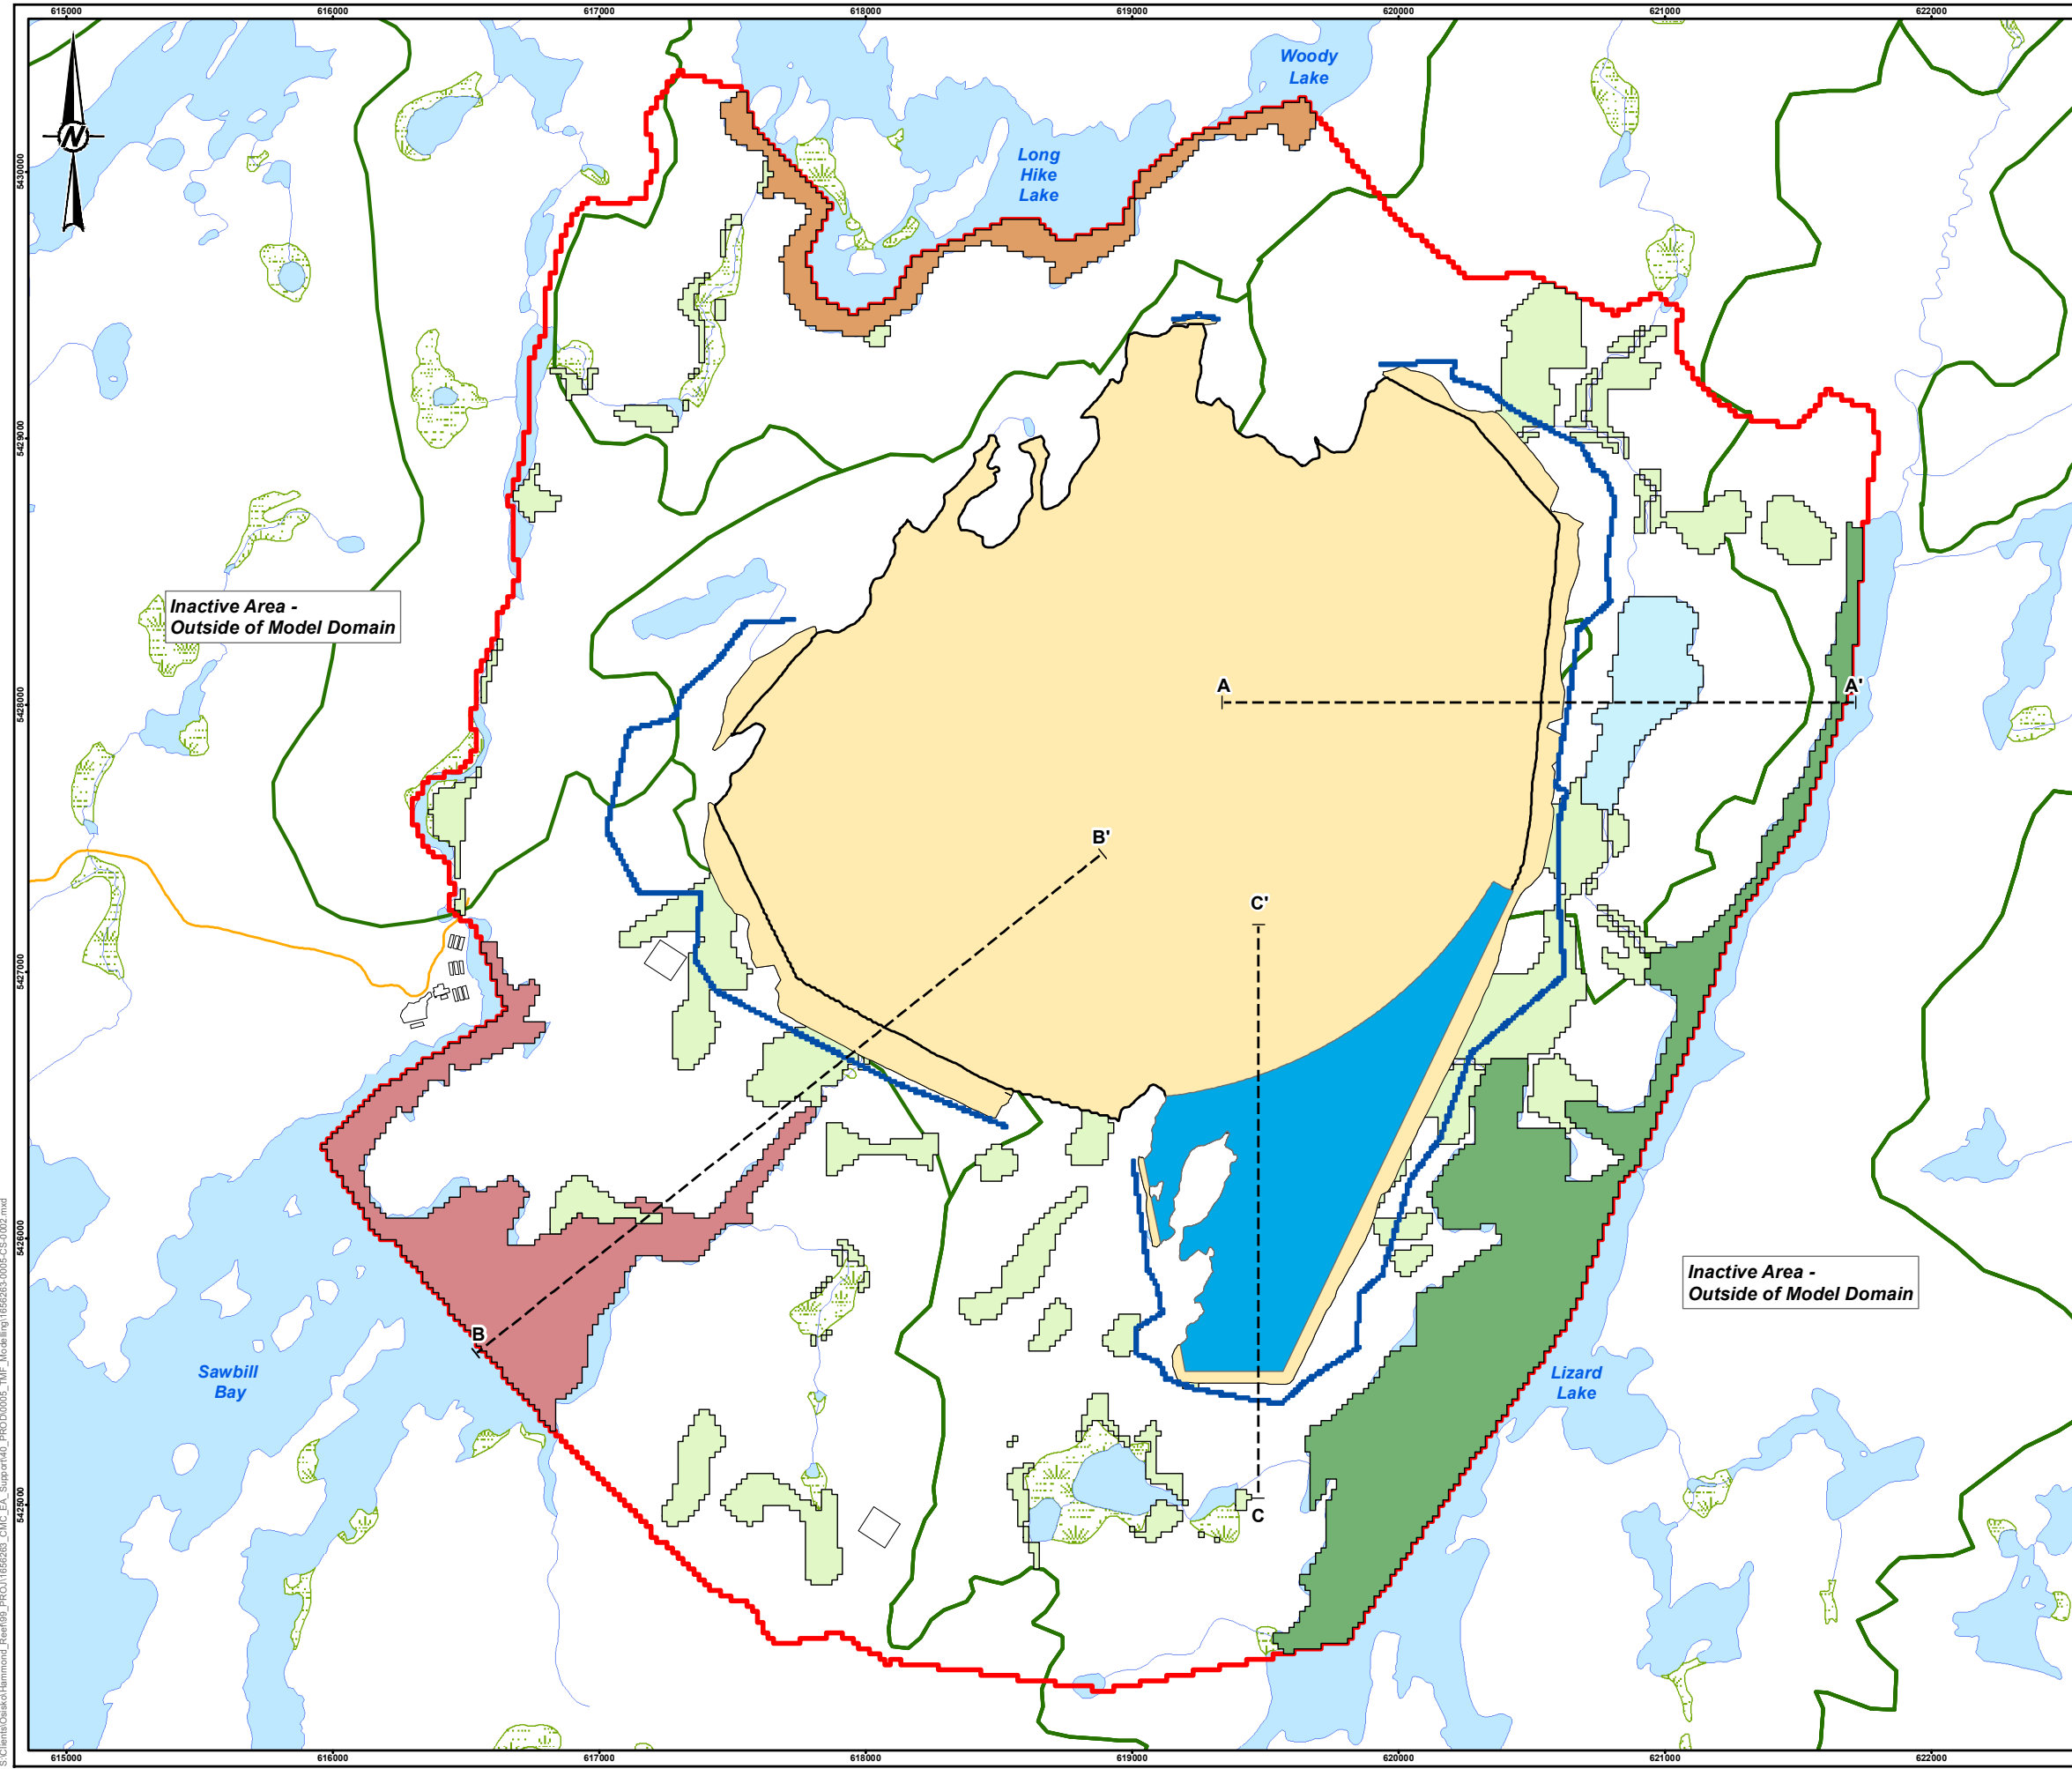 615000
616000
617000
618000
619000
620000
621000
622000
N
Woody
Lake
Long
Hike
Lake
5430000
5429000
5428000
5427000
5426000
5425000
Inactive Area -
Outside of Model Domain
A
A'
B'
C'
B
C
Sawbill
Bay
Lizard
Lake
Inactive Area -
Outside of Model Domain
615000
616000
617000
618000
619000
620000
621000
622000